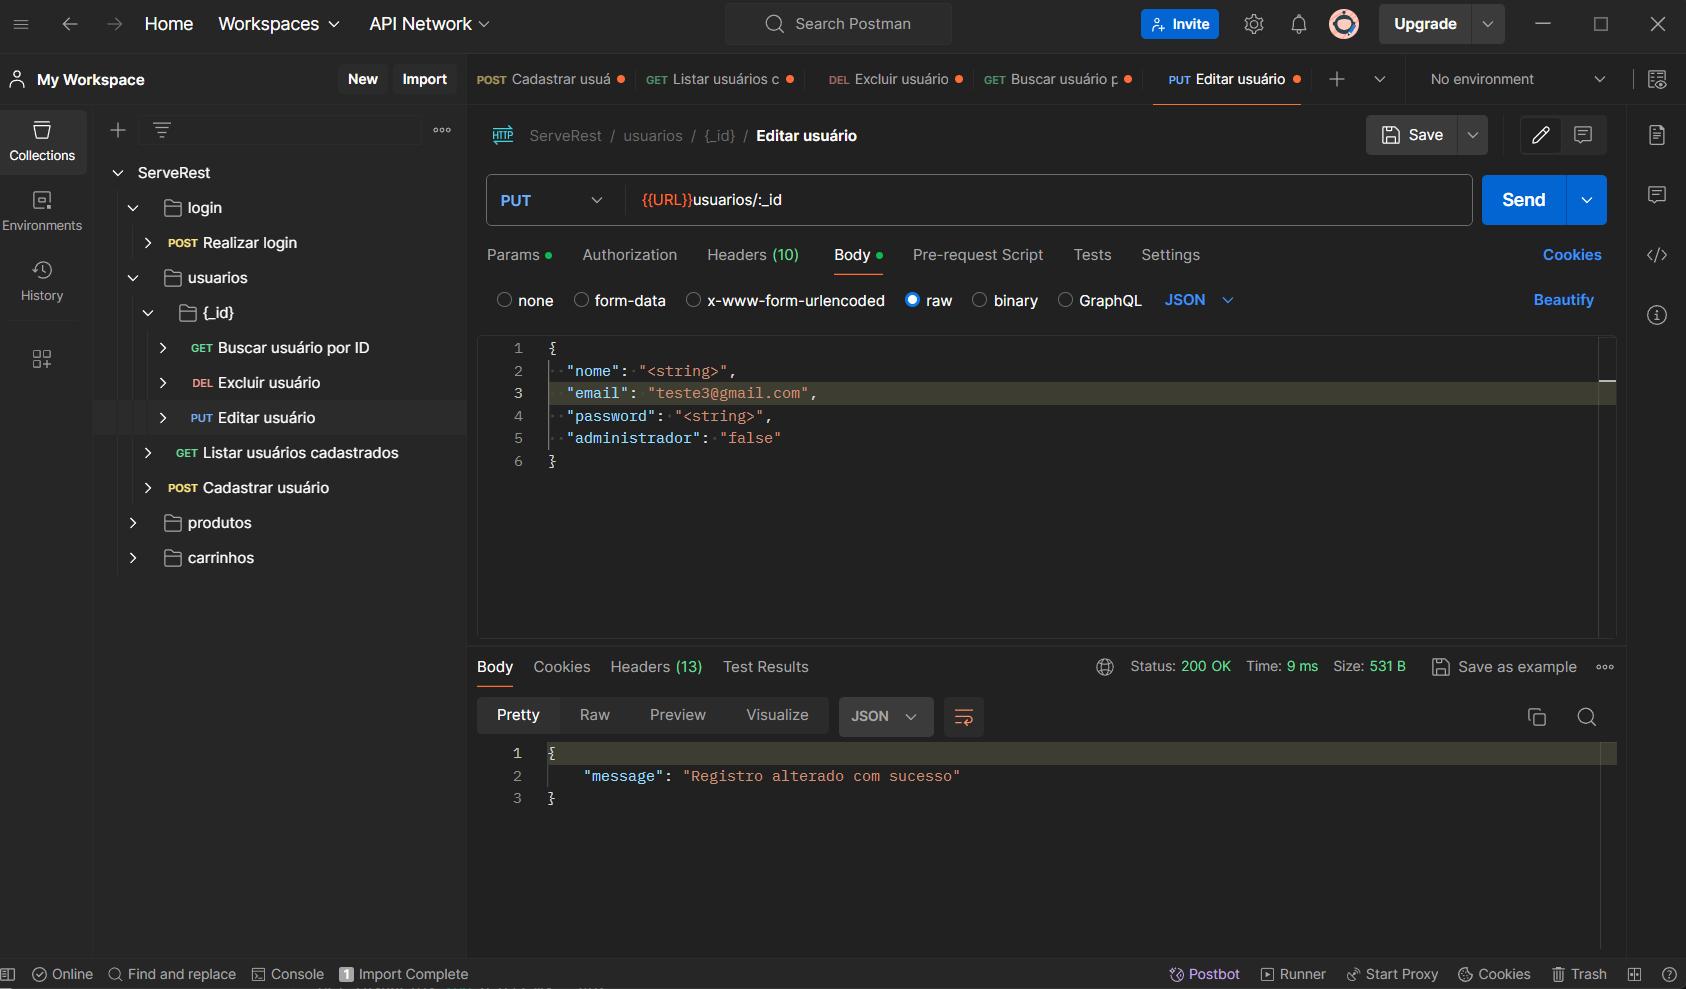 Home Workspaces API Network Search Postman Invite Upgrade
My Workspace New Import POST Cadastrar usuá GET Listar usuários c DEL Excluir usuário GET Buscar usuário p PUT Editar usuário No environment
Collections
Environments
History
ServeRest
login
POST Realizar login
usuarios
{_id}
GET Buscar usuário por ID
DEL Excluir usuário
PUT Editar usuário
GET Listar usuários cadastrados
POST Cadastrar usuário
produtos
carrinhos
HTTP ServeRest / usuarios / {_id} / Editar usuário Save
PUT {{URL}}usuarios/:_id Send
Params Authorization Headers (10) Body Pre-request Script Tests Settings Cookies
none form-data x-www-form-urlencoded raw binary GraphQL JSON Beautify
1 {
2 "nome": "<string>",
3 "email": "teste3@gmail.com",
4 "password": "<string>",
5 "administrador": "false"
6 }
Body Cookies Headers (13) Test Results Status: 200 OK Time: 9 ms Size: 531 B Save as example
Pretty Raw Preview Visualize JSON
1 {
2 "message": "Registro alterado com sucesso"
3 }
Online Find and replace Console 1 Import Complete Postbot Runner Start Proxy Cookies Trash